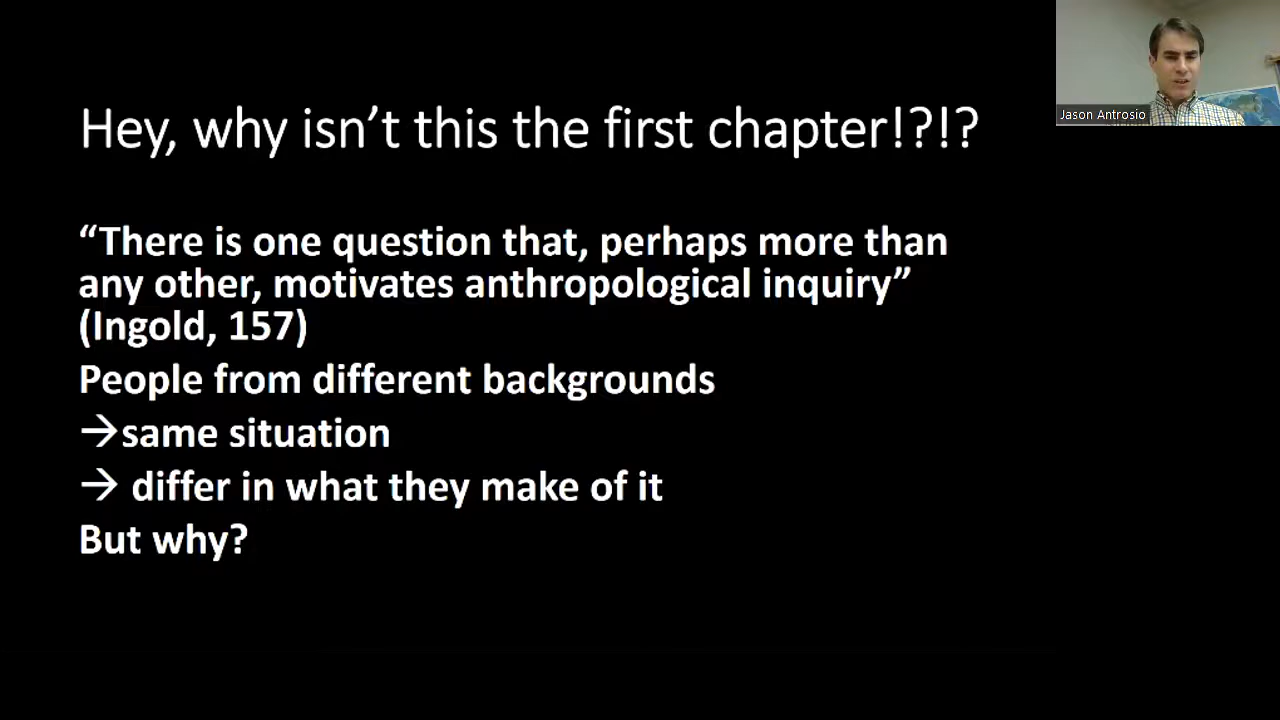 Jason Antrosio
Hey, why isn’t this the first chapter!?!?
“There is one question that, perhaps more than
any other, motivates anthropological inquiry”
(Ingold, 157)
People from different backgrounds
→same situation
→ differ in what they make of it
But why?